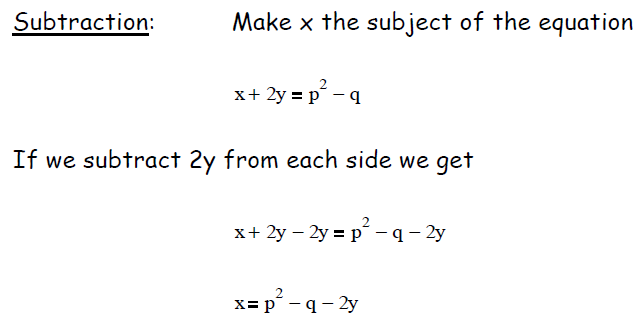 Subtraction: Make x the subject of the equation
x + 2y = p² − q
If we subtract 2y from each side we get
x + 2y − 2y = p² − q − 2y
x = p² − q − 2y